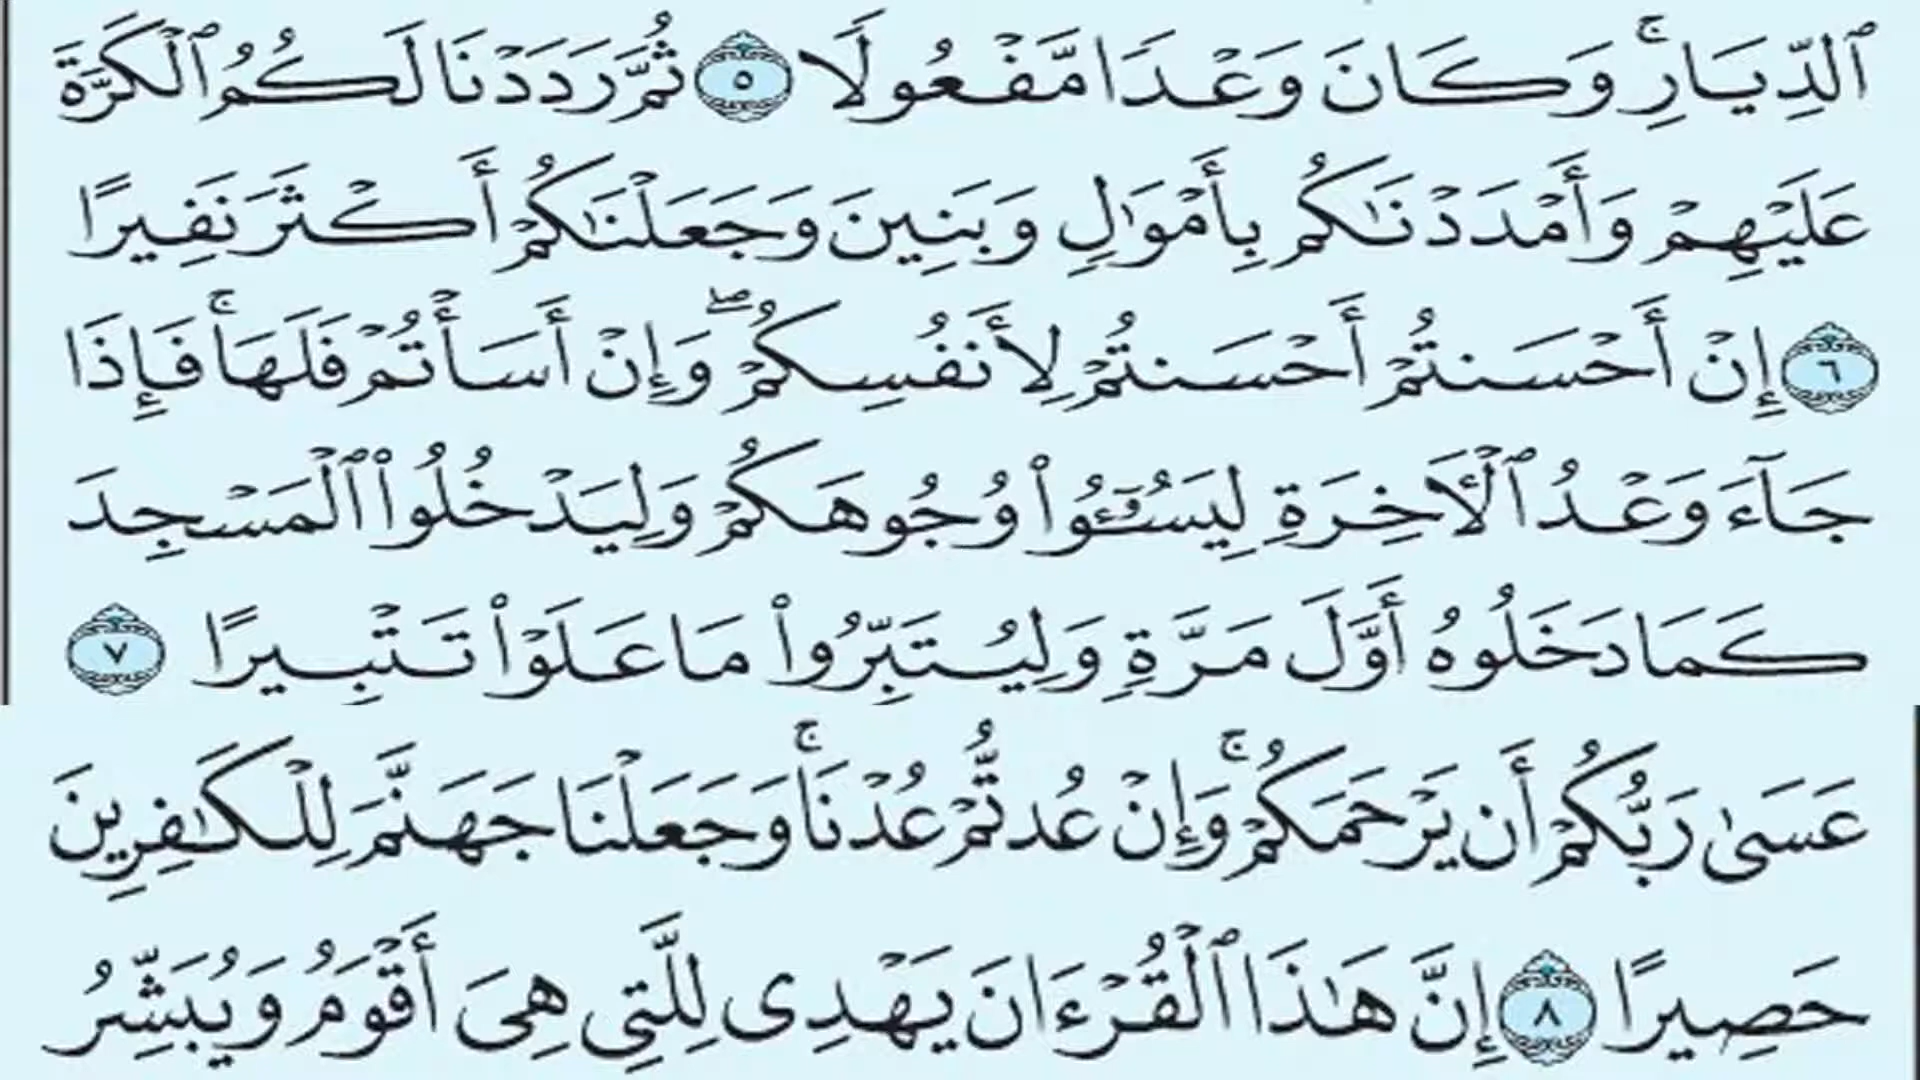 ٱلدِّيَارِۚ وَكَانَ وَعۡدٗا مَّفۡعُولٗا ٥ ثُمَّ رَدَدۡنَا لَكُمُ ٱلۡكَرَّةَ
عَلَيۡهِمۡ وَأَمۡدَدۡنَٰكُم بِأَمۡوَٰلٖ وَبَنِينَ وَجَعَلۡنَٰكُمۡ أَكۡثَرَ نَفِيرًا
٦ إِنۡ أَحۡسَنتُمۡ أَحۡسَنتُمۡ لِأَنفُسِكُمۡۖ وَإِنۡ أَسَأۡتُمۡ فَلَهَاۚ فَإِذَا
جَآءَ وَعۡدُ ٱلۡأٓخِرَةِ لِيَسُـُٔواْ وُجُوهَكُمۡ وَلِيَدۡخُلُواْ ٱلۡمَسۡجِدَ
كَمَا دَخَلُوهُ أَوَّلَ مَرَّةٖ وَلِيُتَبِّرُواْ مَا عَلَوۡاْ تَتۡبِيرًا ٧
عَسَىٰ رَبُّكُمۡ أَن يَرۡحَمَكُمۡۚ وَإِنۡ عُدتُّمۡ عُدۡنَاۚ وَجَعَلۡنَا جَهَنَّمَ لِلۡكَٰفِرِينَ
حَصِيرًا ٨ إِنَّ هَٰذَا ٱلۡقُرۡءَانَ يَهۡدِي لِلَّتِي هِيَ أَقۡوَمُ وَيُبَشِّرُ